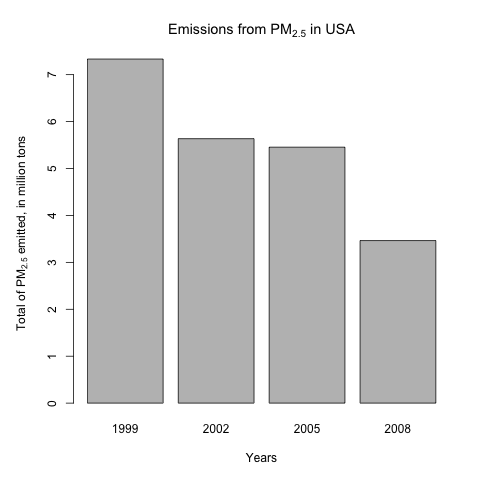 Emissions from PM2.5 in USA
Total of PM2.5 emitted, in million tons
7
6
5
4
3
2
1
0
1999 2002 2005 2008
Years